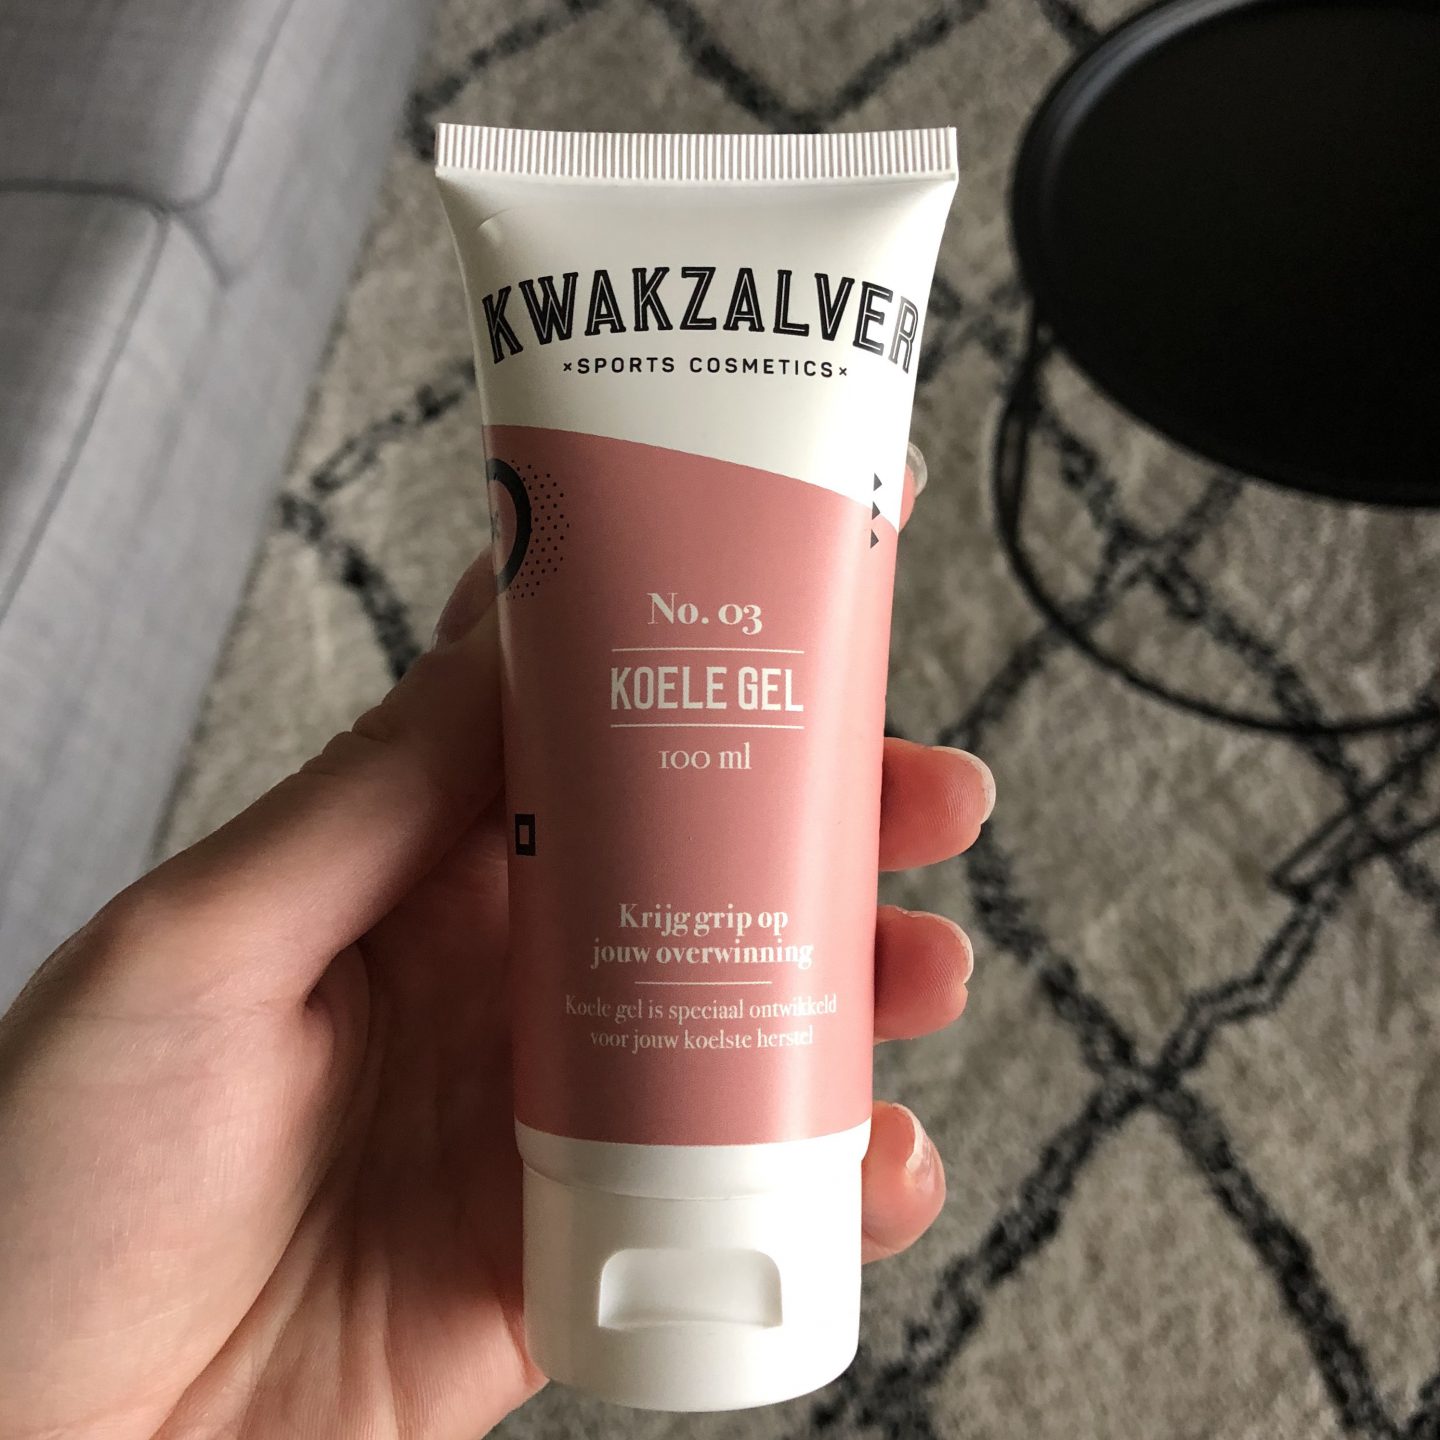 KWAKZALVER
×SPORTS COSMETICS×
No. 03
KOELE GEL
100 ml
Krijg grip op
jouw overwinning
Koele gel is speciaal ontwikkeld
voor jouw koelste herstel